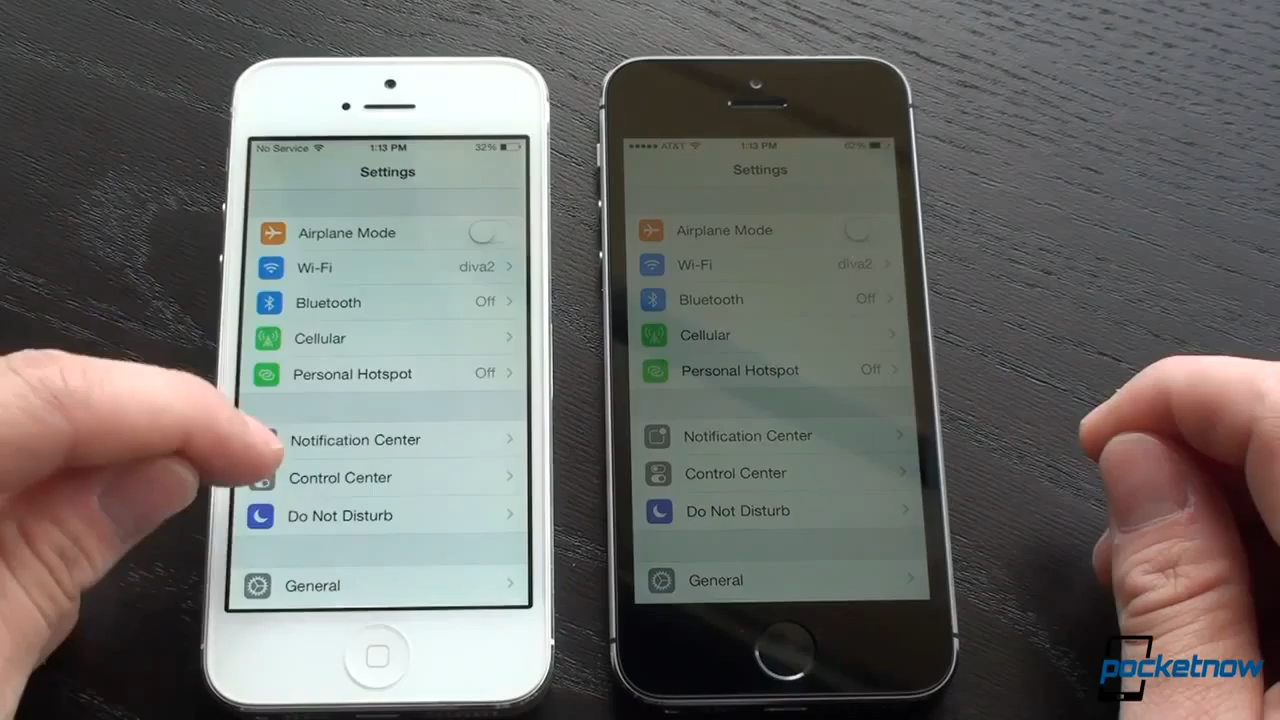 No Service 1:13 PM 32%
Settings
Airplane Mode
Wi-Fi diva2
Bluetooth Off
Cellular
Personal Hotspot Off
Notification Center
Control Center
Do Not Disturb
General
AT&T 1:13 PM 62%
Settings
Airplane Mode
Wi-Fi diva2
Bluetooth Off
Cellular
Personal Hotspot Off
Notification Center
Control Center
Do Not Disturb
General
pocketnow